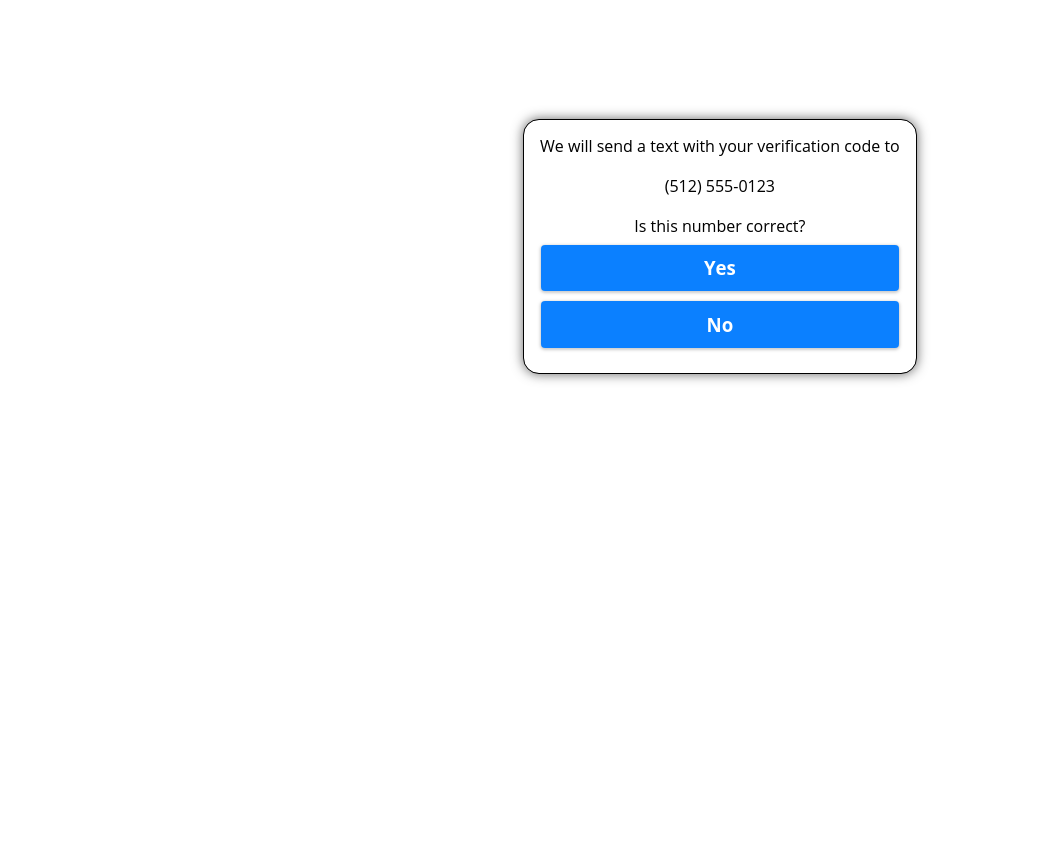 We will send a text with your verification code to
(512) 555-0123
Is this number correct?
Yes
No